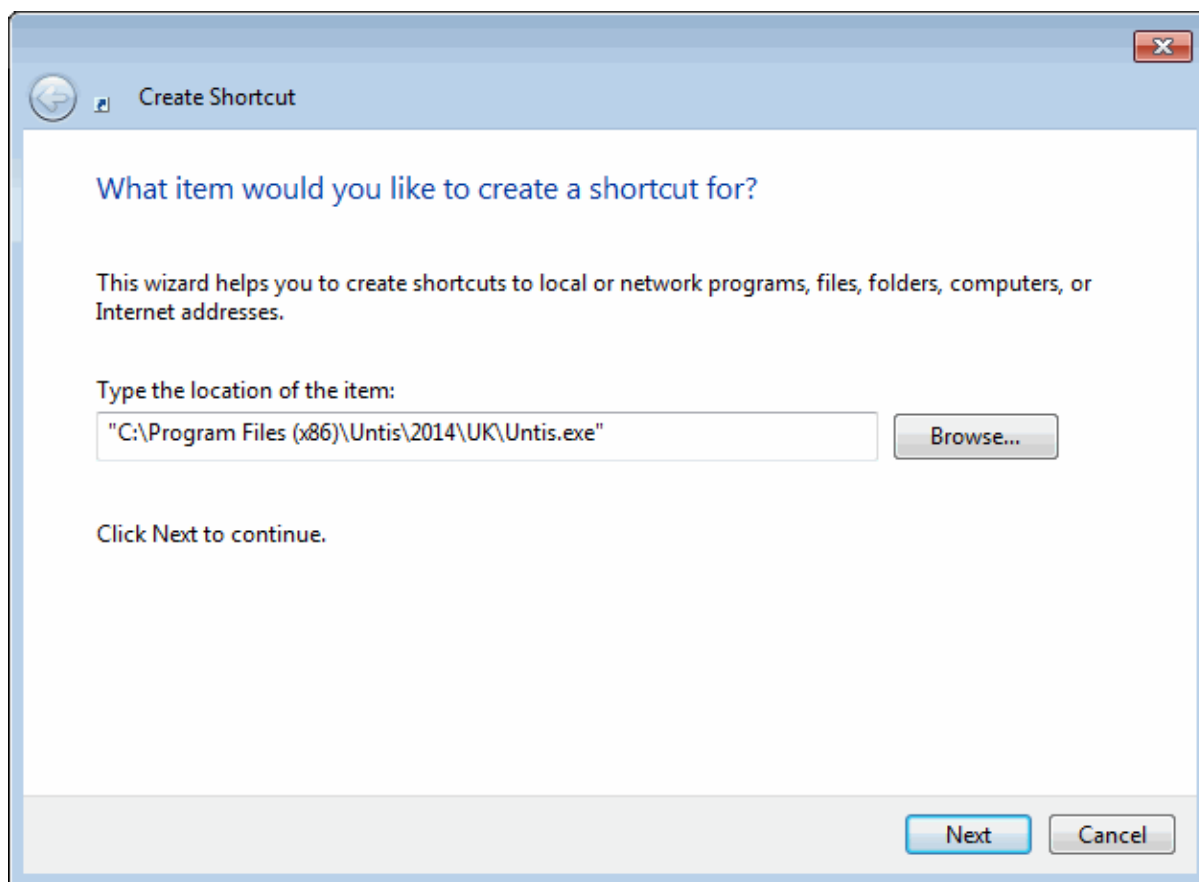 Create Shortcut
What item would you like to create a shortcut for?
This wizard helps you to create shortcuts to local or network programs, files, folders, computers, or
Internet addresses.
Type the location of the item:
"C:\Program Files (x86)\Untis\2014\UK\Untis.exe"
Browse...
Click Next to continue.
Next
Cancel